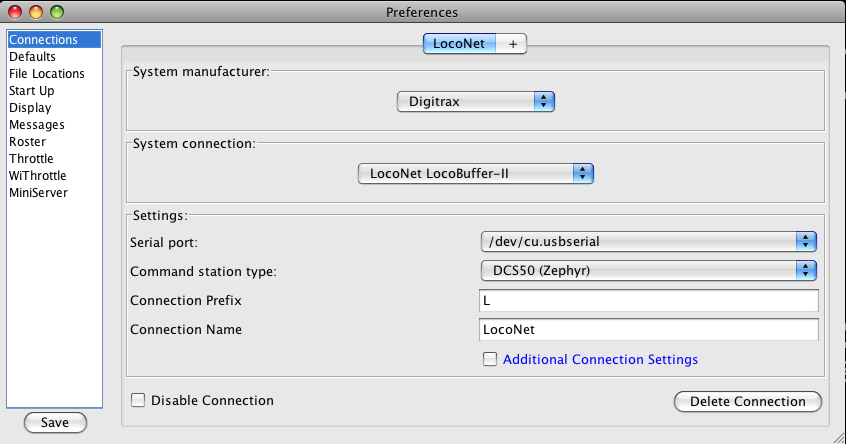 Preferences
Connections
Defaults
File Locations
Start Up
Display
Messages
Roster
Throttle
WiThrottle
MiniServer
Save
LocoNet +
System manufacturer:
Digitrax
System connection:
LocoNet LocoBuffer-II
Settings:
Serial port: /dev/cu.usbserial
Command station type: DCS50 (Zephyr)
Connection Prefix L
Connection Name LocoNet
Additional Connection Settings
Disable Connection
Delete Connection